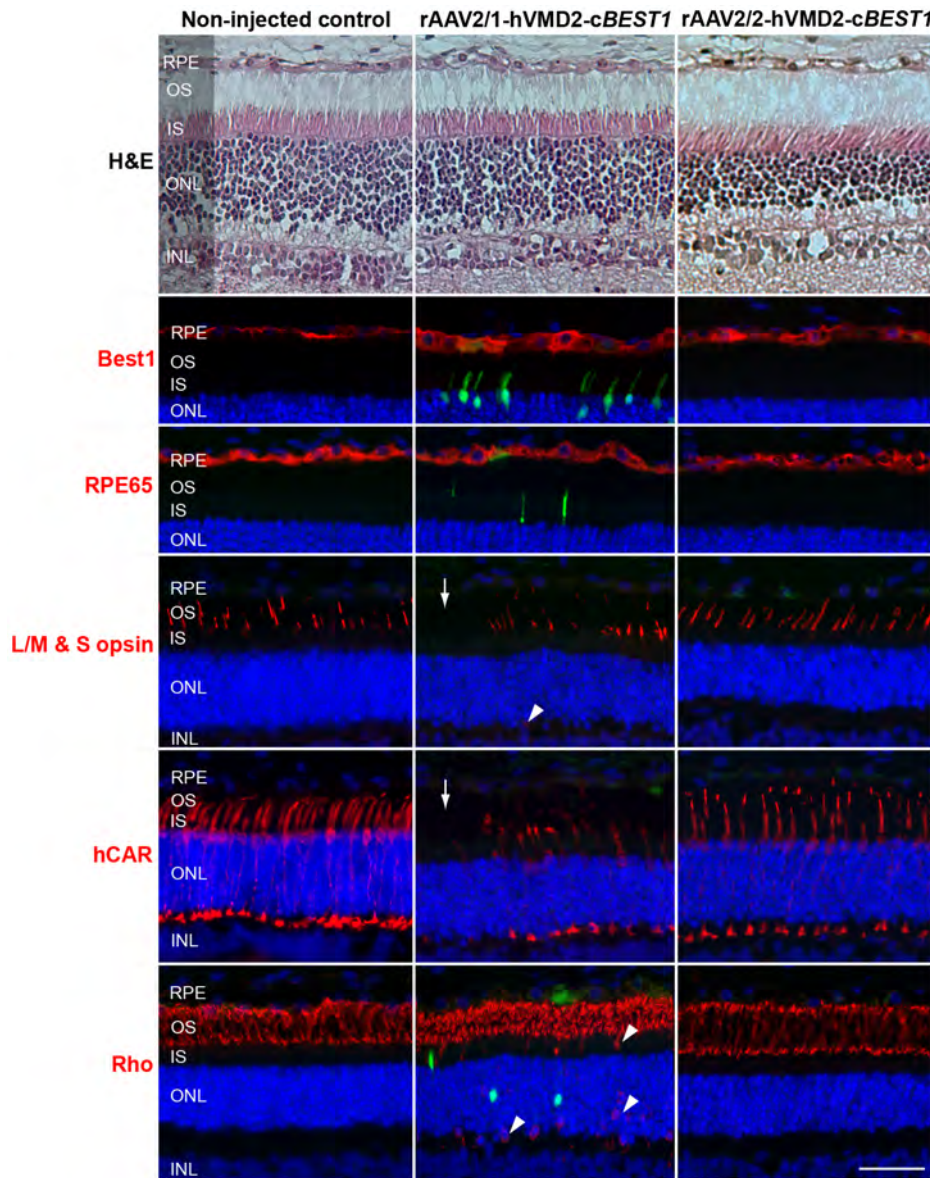 Non-injected control rAAV2/1-hVMD2-cBEST1 rAAV2/2-hVMD2-cBEST1
RPE
OS
IS
H&E
ONL
INL
RPE
Best1
OS
IS
ONL
RPE
RPE65
OS
IS
ONL
RPE
OS
IS
L/M & S opsin
ONL
INL
RPE
OS
IS
hCAR
ONL
INL
RPE
OS
Rho
IS
ONL
INL